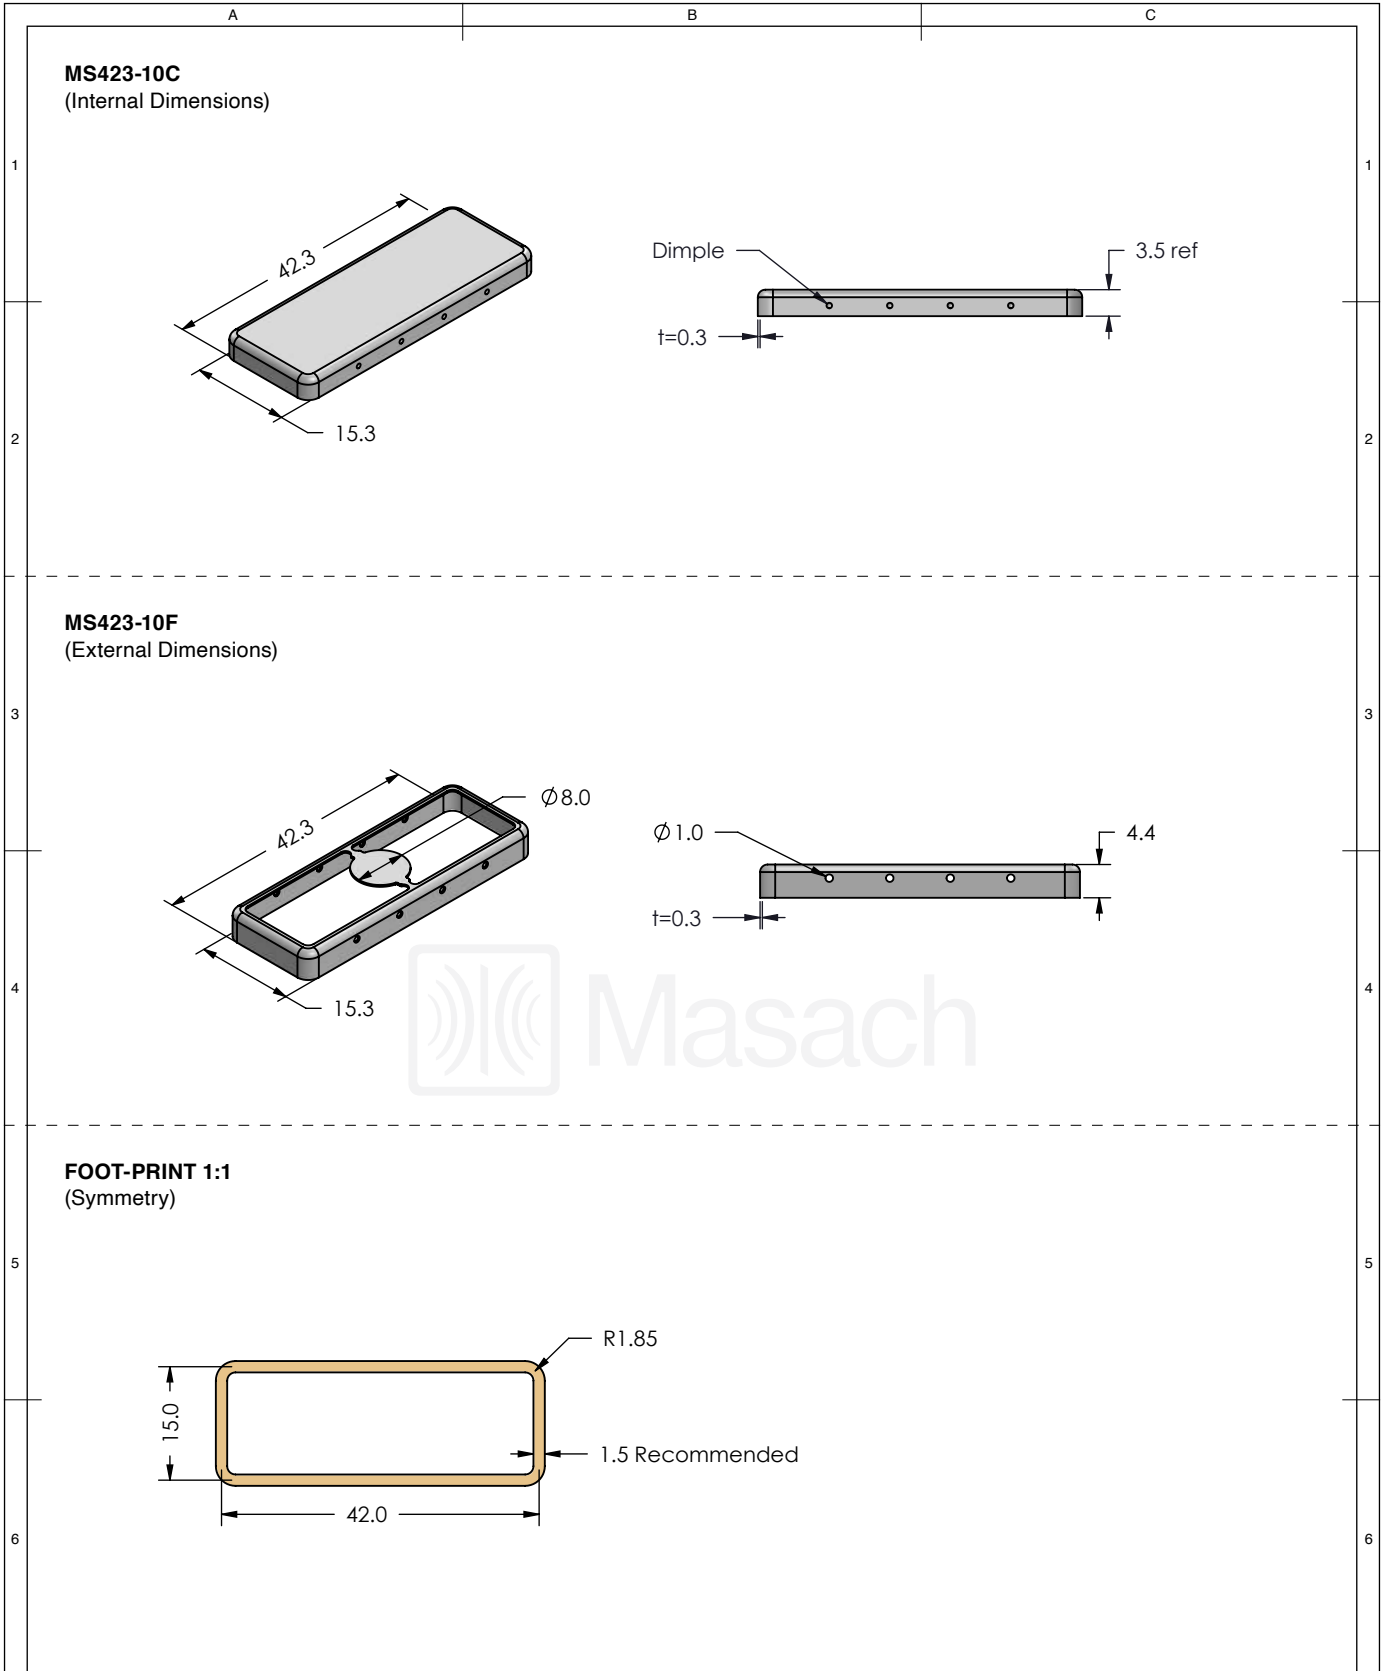 A B C
MS423-10C
(Internal Dimensions)
1 1
42.3
15.3
Dimple
3.5 ref
t=0.3
2 2
MS423-10F
(External Dimensions)
3 3
42.3
Ø8.0
15.3
Ø1.0
4.4
t=0.3
4 4
Masach
FOOT-PRINT 1:1
(Symmetry)
5 5
R1.85
15.0
1.5 Recommended
42.0
6 6